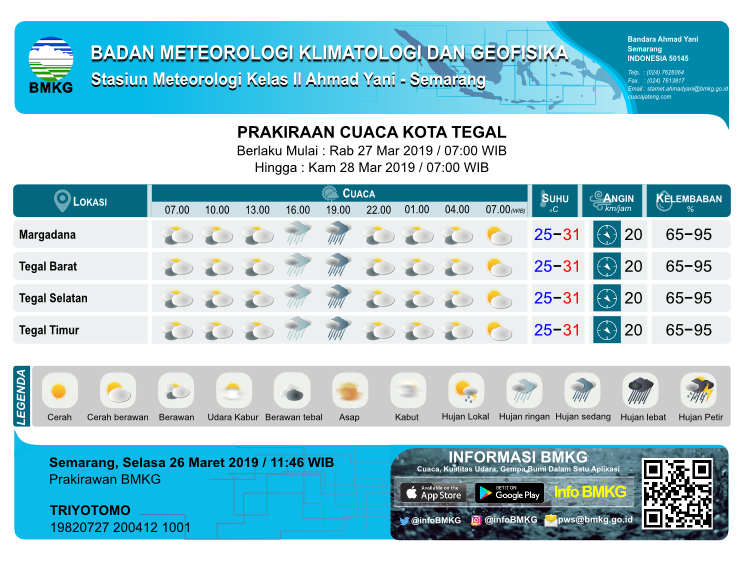 BMKG
BADAN METEOROLOGI KLIMATOLOGI DAN GEOFISIKA
Stasiun Meteorologi Kelas II Ahmad Yani - Semarang
Bandara Ahmad Yani
Semarang
INDONESIA 50145
Telp. : (024) 7626064
Fax. : (024) 7613817
Email : stamet.ahmadyani@bmkg.go.id
cuacajateng.com
PRAKIRAAN CUACA KOTA TEGAL
Berlaku Mulai : Rab 27 Mar 2019 / 07:00 WIB
Hingga : Kam 28 Mar 2019 / 07:00 WIB
LOKASI CUACA SUHU °C ANGIN km/jam KELEMBABAN %
07.00 10.00 13.00 16.00 19.00 22.00 01.00 04.00 07.00 (WIB)
Margadana 25-31 20 65-95
Tegal Barat 25-31 20 65-95
Tegal Selatan 25-31 20 65-95
Tegal Timur 25-31 20 65-95
LEGENDA
Cerah Cerah berawan Berawan Udara Kabur Berawan tebal Asap Kabut Hujan Lokal Hujan ringan Hujan sedang Hujan lebat Hujan Petir
Semarang, Selasa 26 Maret 2019 / 11:46 WIB
Prakirawan BMKG
TRIYOTOMO
19820727 200412 1001
INFORMASI BMKG
Cuaca, Kualitas Udara, Gempa Bumi Dalam Satu Aplikasi
Available on the App Store
GET IT ON Google Play
Info BMKG
@infoBMKG @infoBMKG pws@bmkg.go.id